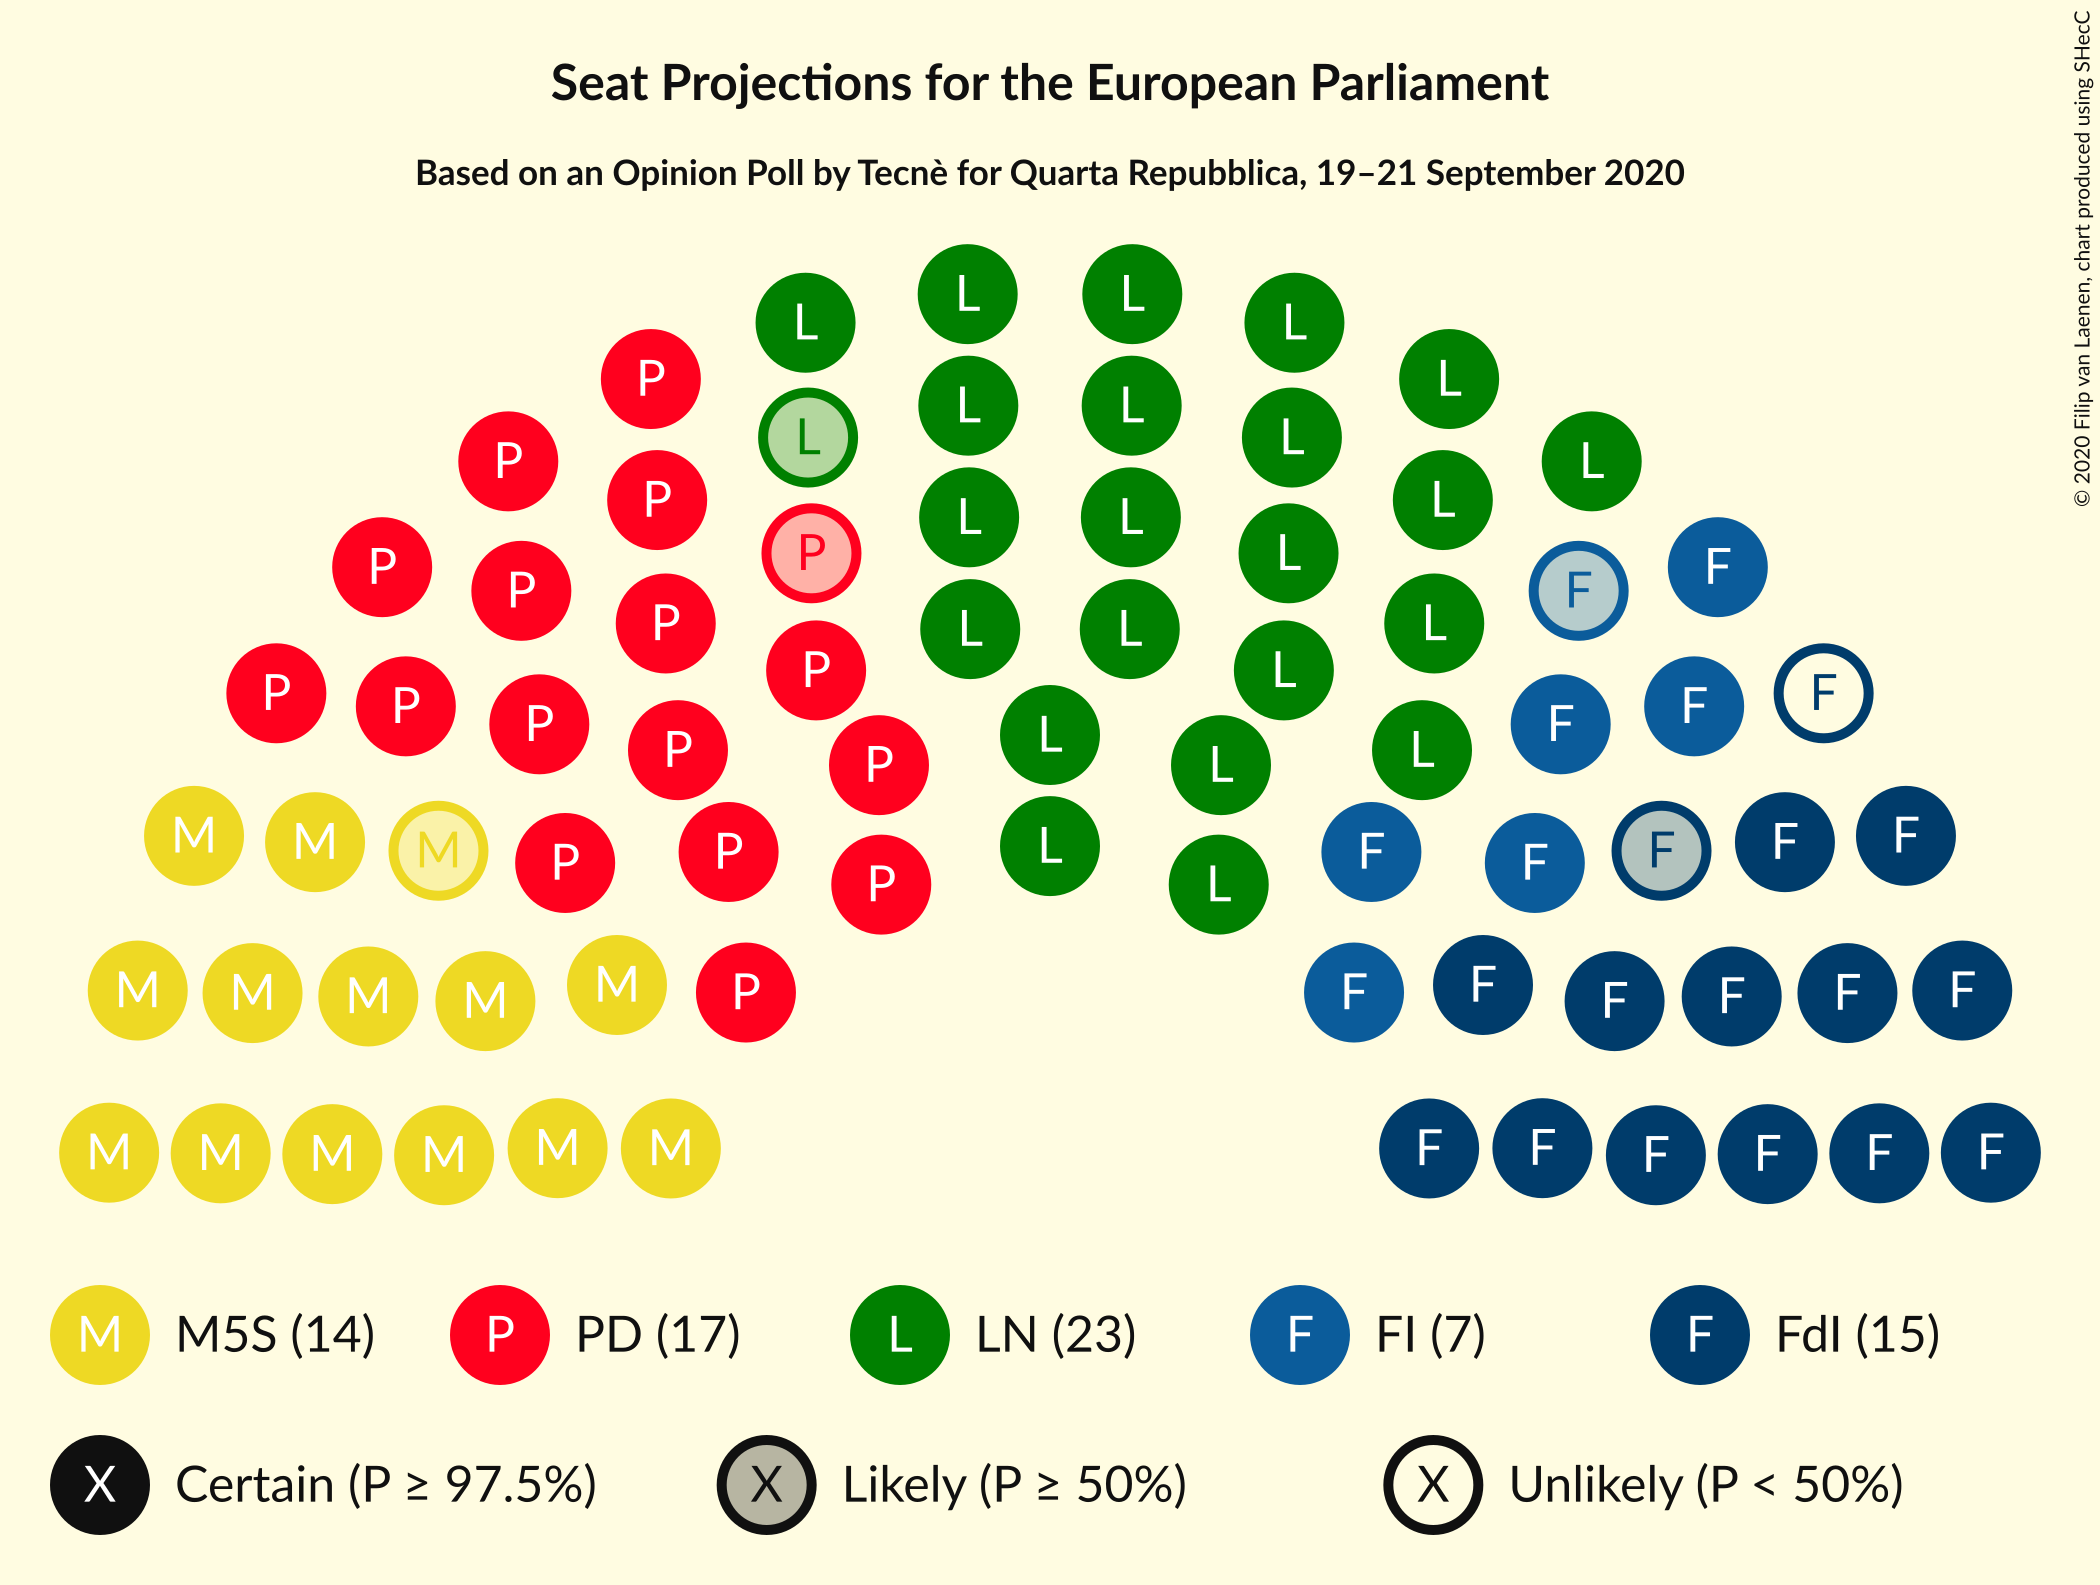 Seat Projections for the European Parliament
Based on an Opinion Poll by Tecnè for Quarta Repubblica, 19–21 September 2020
© 2020 Filip van Laenen, chart produced using SHecC
L L
L L
P L
L L
L L L L
P L
P L
P P L L L F
P L
P F F
P L
L L
P L
P P F F
P P F F
L
P L F
P L
M M F F
L
M P F F
P F
P L
M F
M M M M P F F F F F
M M M M M M F F F F F F
M M5S (14) P PD (17) L LN (23) F FI (7) F FdI (15)
X Certain (P ≥ 97.5%) X Likely (P ≥ 50%) X Unlikely (P < 50%)